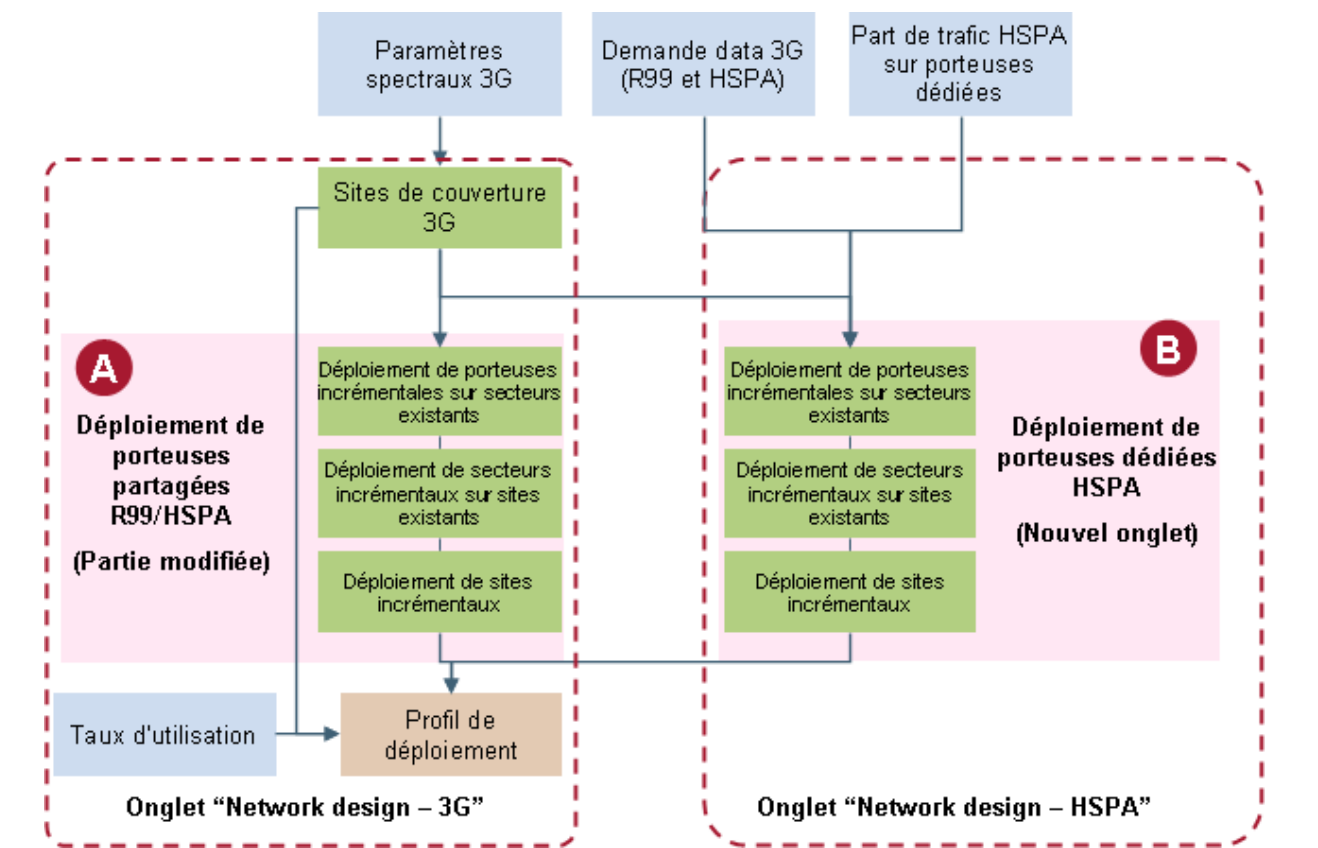 Paramètres
spectraux 3G
Demande data 3G
(R99 et HSPA)
Part de trafic HSPA
sur porteuses
dédiées
Sites de couverture
3G
A
Déploiement de
porteuses
partagées
R99/HSPA
(Partie modifiée)
Déploiement de porteuses
incrémentales sur secteurs
existants
Déploiement de secteurs
incrémentaux sur sites
existants
Déploiement de sites
incrémentaux
Déploiement de porteuses
incrémentales sur secteurs
existants
Déploiement de secteurs
incrémentaux sur sites
existants
Déploiement de sites
incrémentaux
B
Déploiement de
porteuses dédiées
HSPA
(Nouvel onglet)
Taux d'utilisation
Profil de
déploiement
Onglet “Network design – 3G”
Onglet “Network design – HSPA”